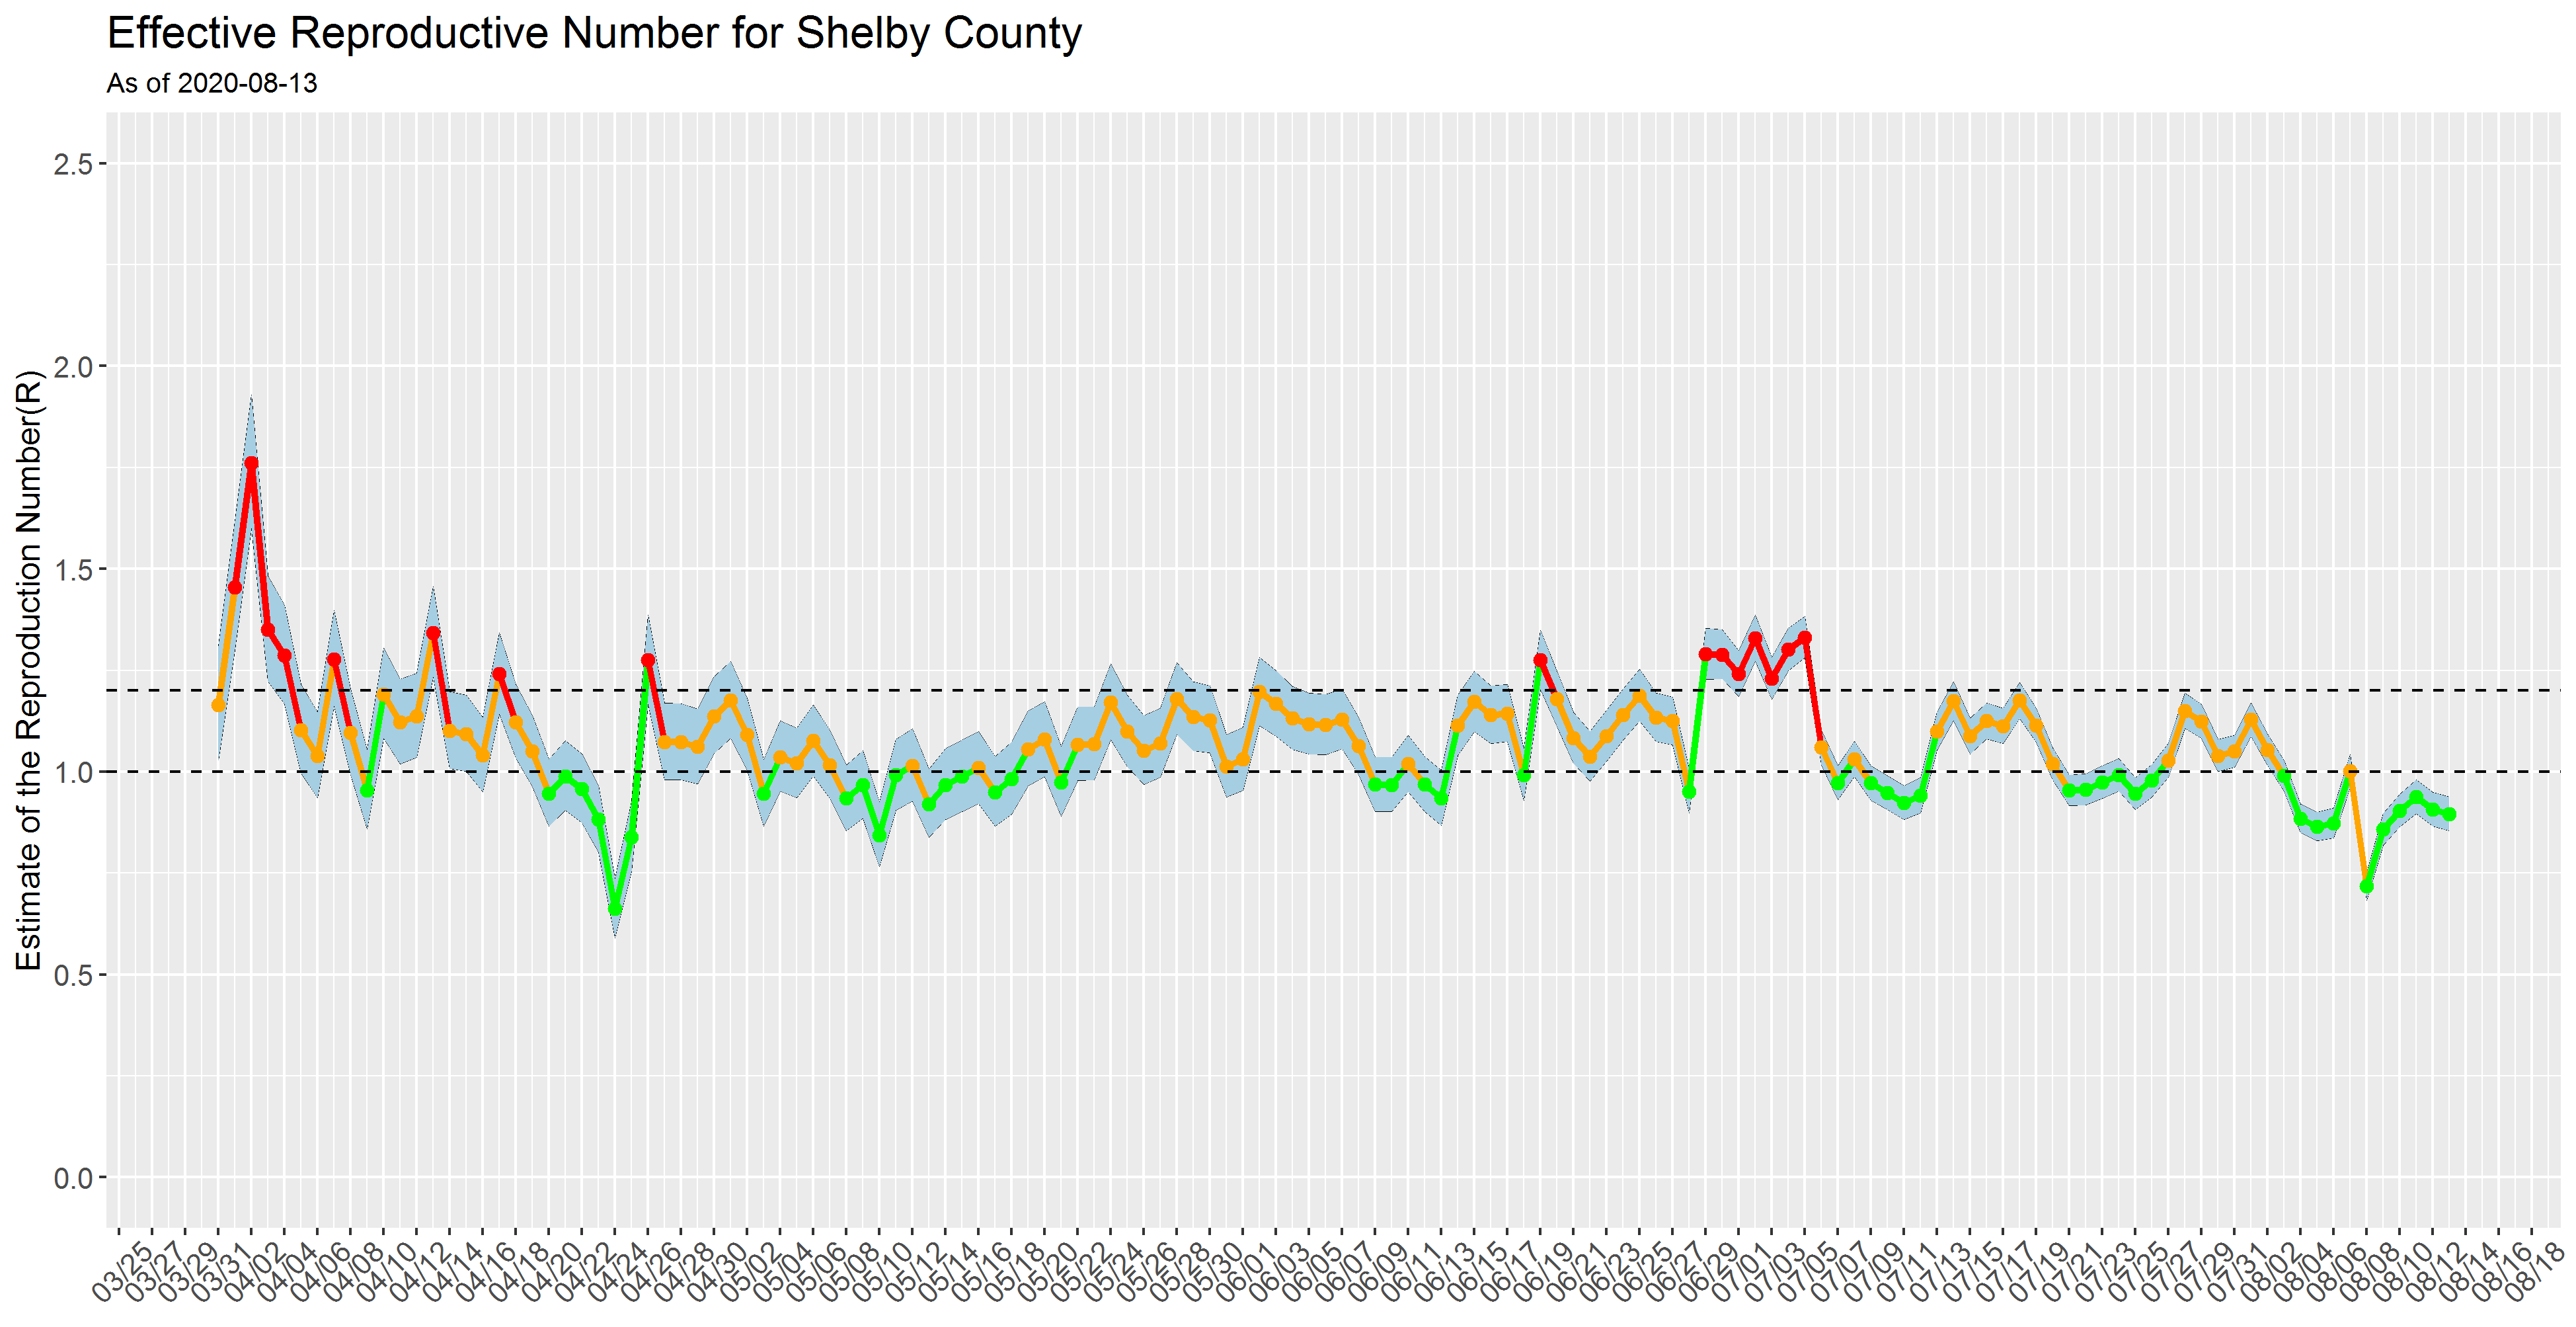 Effective Reproductive Number for Shelby County
As of 2020-08-13
Estimate of the Reproduction Number(R)
2.5
2.0
1.5
1.0
0.5
0.0
03/25 03/27 03/29 03/31 04/02 04/04 04/06 04/08 04/10 04/12 04/14 04/16 04/18 04/20 04/22 04/24 04/26 04/28 04/30 05/02 05/04 05/06 05/08 05/10 05/12 05/14 05/16 05/18 05/20 05/22 05/24 05/26 05/28 05/30 06/01 06/03 06/05 06/07 06/09 06/11 06/13 06/15 06/17 06/19 06/21 06/23 06/25 06/27 06/29 07/01 07/03 07/05 07/07 07/09 07/11 07/13 07/15 07/17 07/19 07/21 07/23 07/25 07/27 07/29 07/31 08/02 08/04 08/06 08/08 08/10 08/12 08/14 08/16 08/18